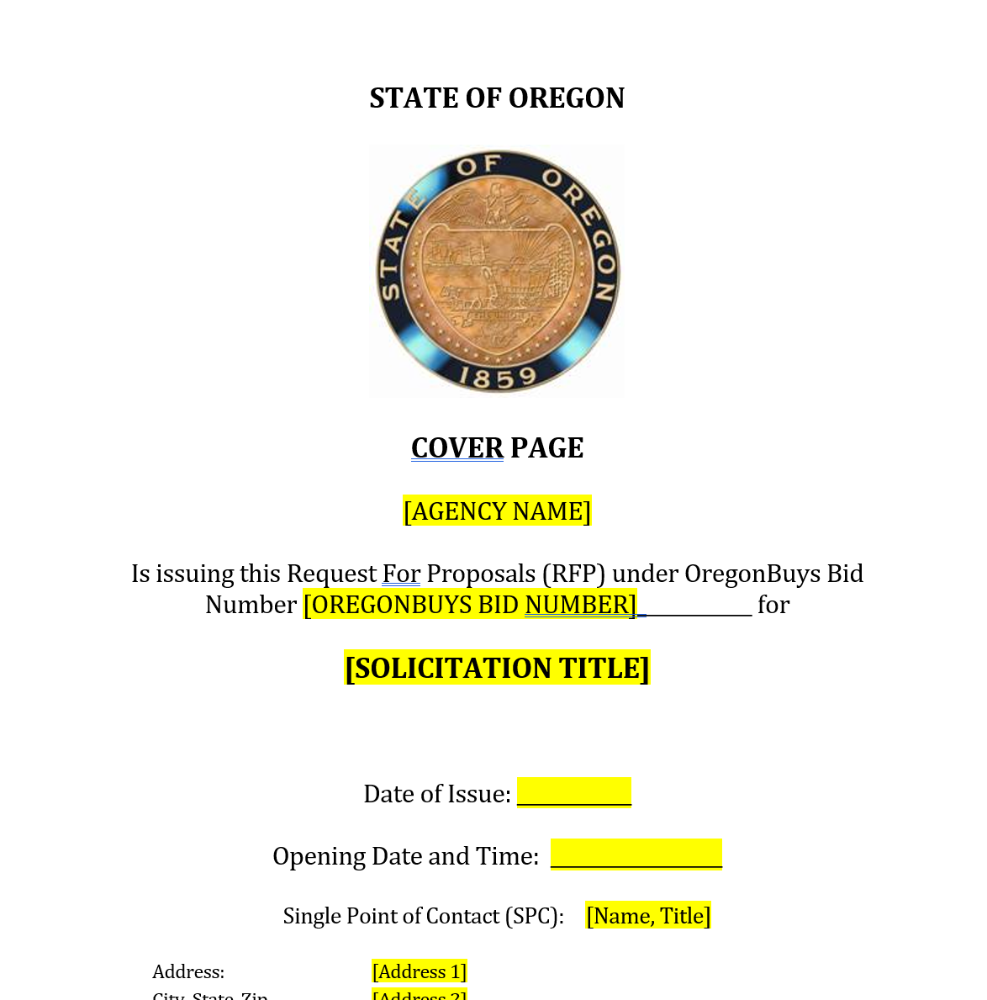 STATE OF OREGON
STATE OF OREGON
1859
COVER PAGE
[AGENCY NAME]
Is issuing this Request For Proposals (RFP) under OregonBuys Bid
Number [OREGONBUYS BID NUMBER]_________ for
[SOLICITATION TITLE]
Date of Issue: __________
Opening Date and Time: _______________
Single Point of Contact (SPC): [Name, Title]
Address: [Address 1]
City, State, Zip [Address 2]